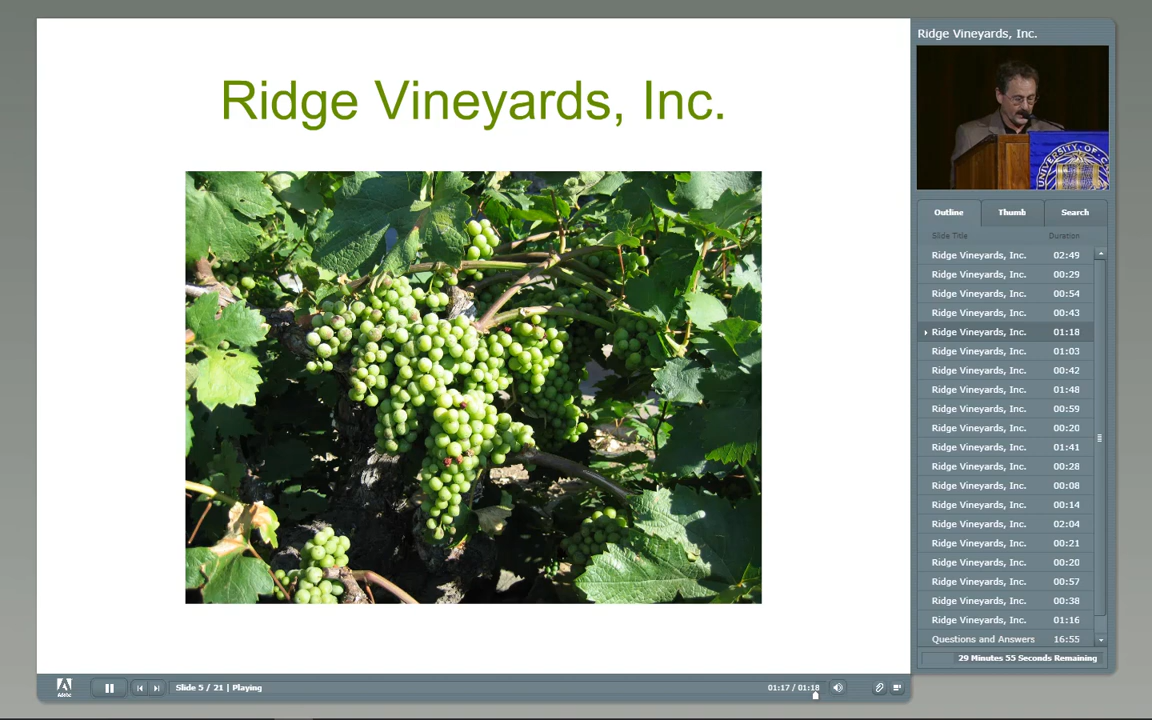 Ridge Vineyards, Inc.
Ridge Vineyards, Inc.
UNIVERSITY OF
Outline Thumb Search
Slide Title Duration
Ridge Vineyards, Inc. 02:49
Ridge Vineyards, Inc. 00:29
Ridge Vineyards, Inc. 00:54
Ridge Vineyards, Inc. 00:43
Ridge Vineyards, Inc. 01:18
Ridge Vineyards, Inc. 01:03
Ridge Vineyards, Inc. 00:42
Ridge Vineyards, Inc. 01:48
Ridge Vineyards, Inc. 00:59
Ridge Vineyards, Inc. 00:20
Ridge Vineyards, Inc. 01:41
Ridge Vineyards, Inc. 00:28
Ridge Vineyards, Inc. 00:08
Ridge Vineyards, Inc. 00:14
Ridge Vineyards, Inc. 02:04
Ridge Vineyards, Inc. 00:21
Ridge Vineyards, Inc. 00:20
Ridge Vineyards, Inc. 00:57
Ridge Vineyards, Inc. 00:38
Ridge Vineyards, Inc. 01:16
Questions and Answers 16:55
29 Minutes 55 Seconds Remaining
Adobe
Slide 5 / 21 | Playing
01:17 / 01:18